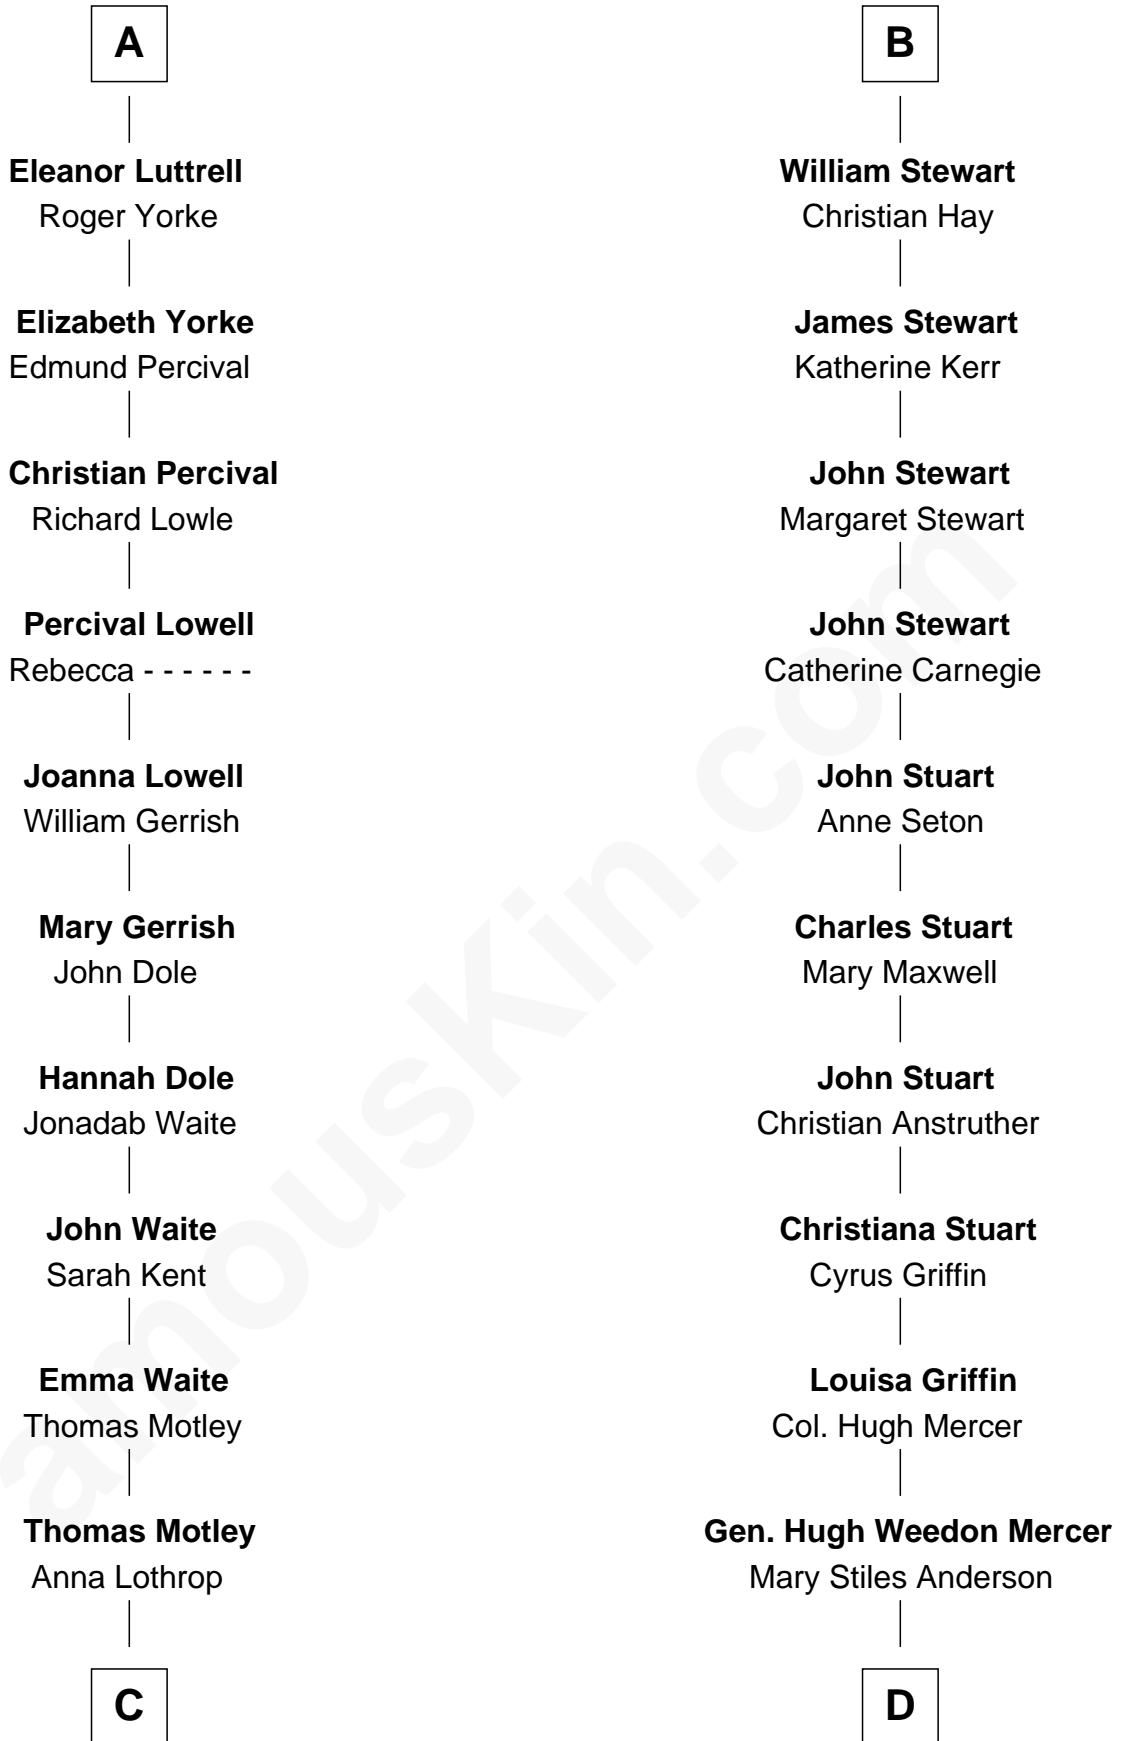 A
Eleanor Luttrell
Roger Yorke
Elizabeth Yorke
Edmund Percival
Christian Percival
Richard Lowle
Percival Lowell
Rebecca - - - - - -
Joanna Lowell
William Gerrish
Mary Gerrish
John Dole
Hannah Dole
Jonadab Waite
John Waite
Sarah Kent
Emma Waite
Thomas Motley
Thomas Motley
Anna Lothrop
C
B
William Stewart
Christian Hay
James Stewart
Katherine Kerr
John Stewart
Margaret Stewart
John Stewart
Catherine Carnegie
John Stuart
Anne Seton
Charles Stuart
Mary Maxwell
John Stuart
Christian Anstruther
Christiana Stuart
Cyrus Griffin
Louisa Griffin
Col. Hugh Mercer
Gen. Hugh Weedon Mercer
Mary Stiles Anderson
D
amousKin.com